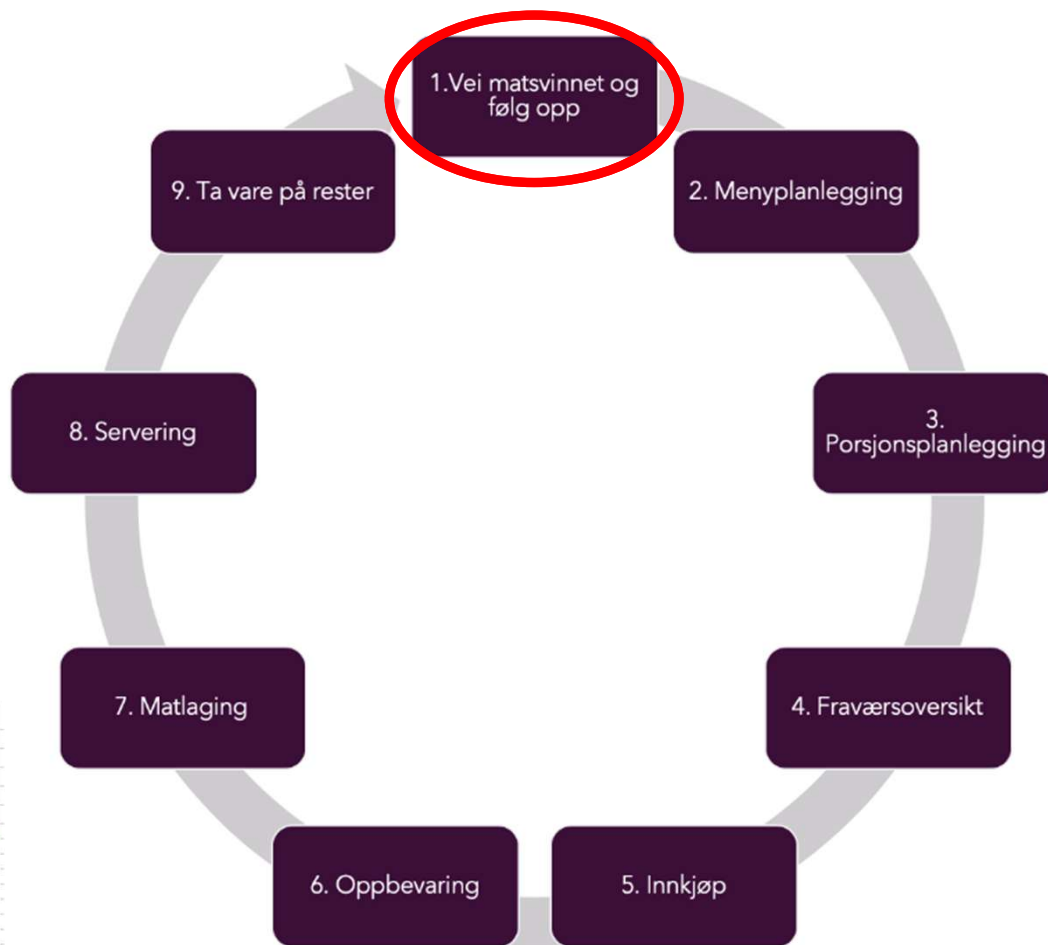 1.Vei matsvinnet og
følg opp
2. Menyplanlegging
3.
Porsjonsplanlegging
4. Fraværsoversikt
5. Innkjøp
6. Oppbevaring
7. Matlaging
8. Servering
9. Ta vare på rester